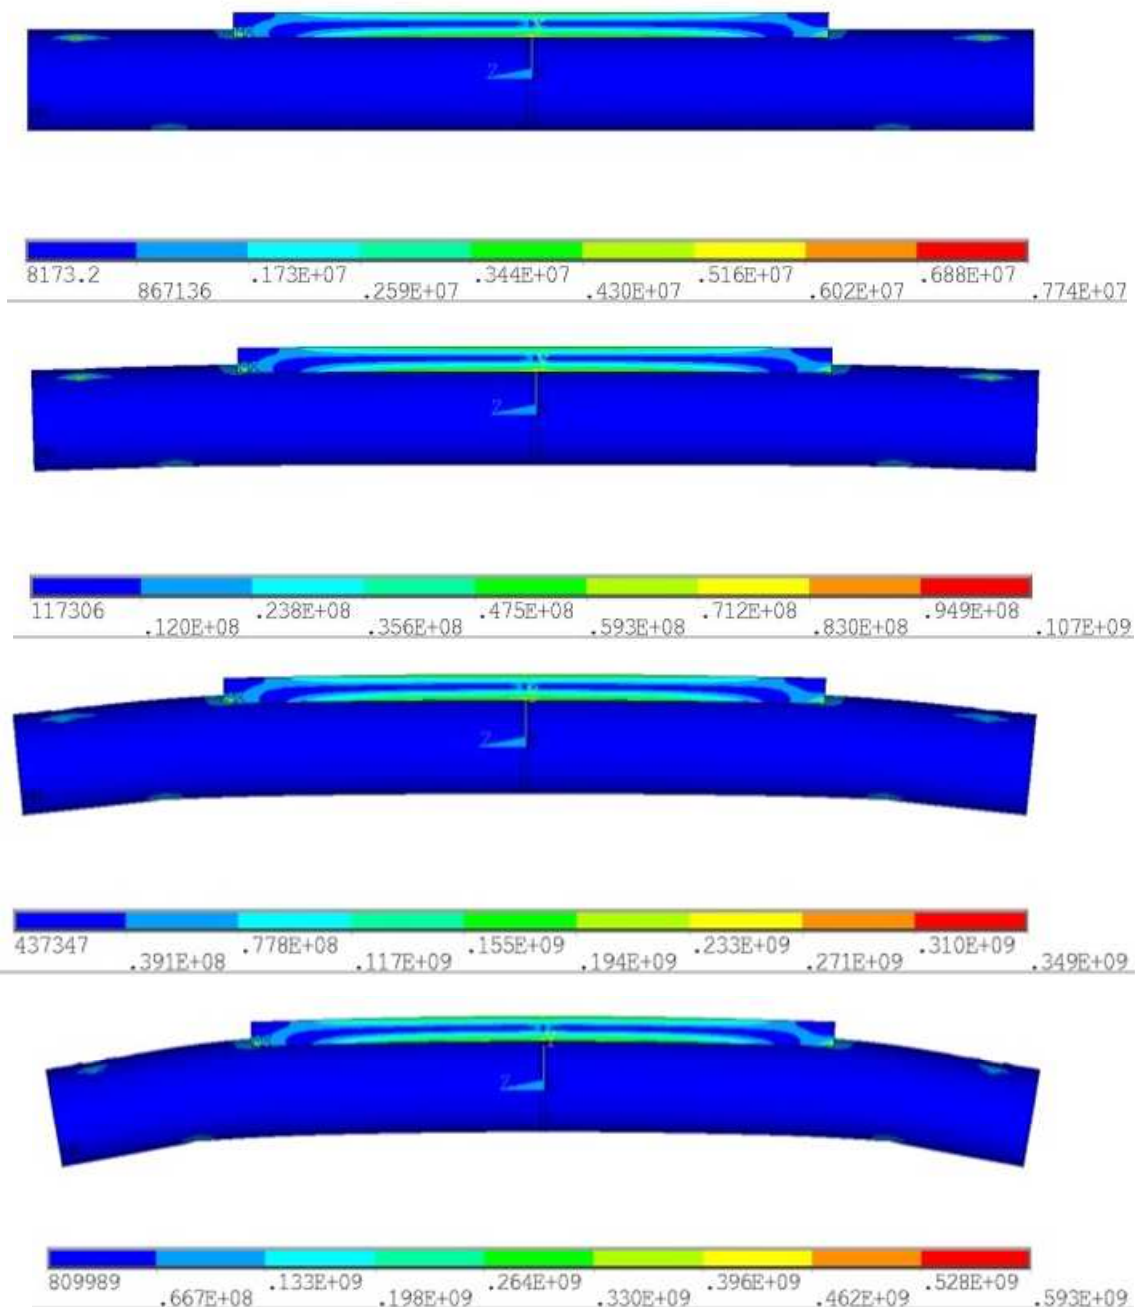 Z
8173.2 .173E+07 .344E+07 .516E+07 .688E+07
867136 .259E+07 .430E+07 .602E+07 .774E+07
Z
117306 .238E+08 .475E+08 .712E+08 .949E+08
.120E+08 .356E+08 .593E+08 .830E+08 .107E+09
Z
437347 .778E+08 .155E+09 .233E+09 .310E+09
.391E+08 .117E+09 .194E+09 .271E+09 .349E+09
Z
809989 .133E+09 .264E+09 .396E+09 .528E+09
.667E+08 .198E+09 .330E+09 .462E+09 .593E+09